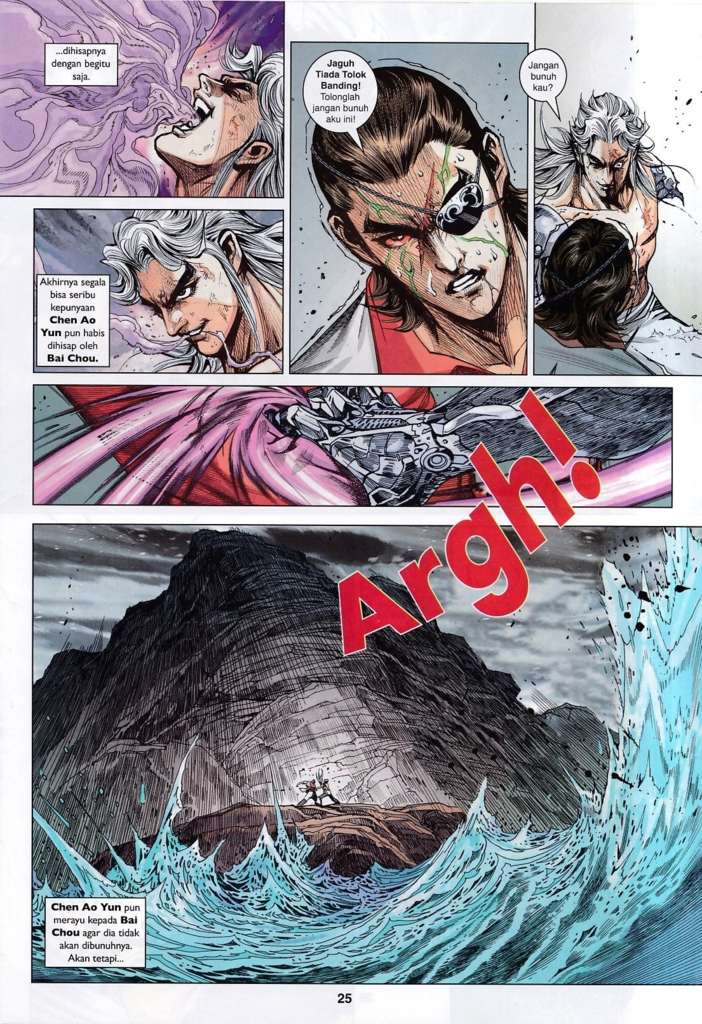 ...dihisapnya
dengan begitu
saja.
Jaguh
Tiada Tolok
Banding!
Tolonglah
jangan bunuh
aku ini!
Jangan
bunuh
kau?
Akhirnya segala
bisa seribu
kepunyaan
Chen Ao
Yun pun habis
dihisap oleh
Bai Chou.
Argh!
Chen Ao Yun pun
merayu kepada Bai
Chou agar dia tidak
akan dibunuhnya.
Akan tetapi...
25